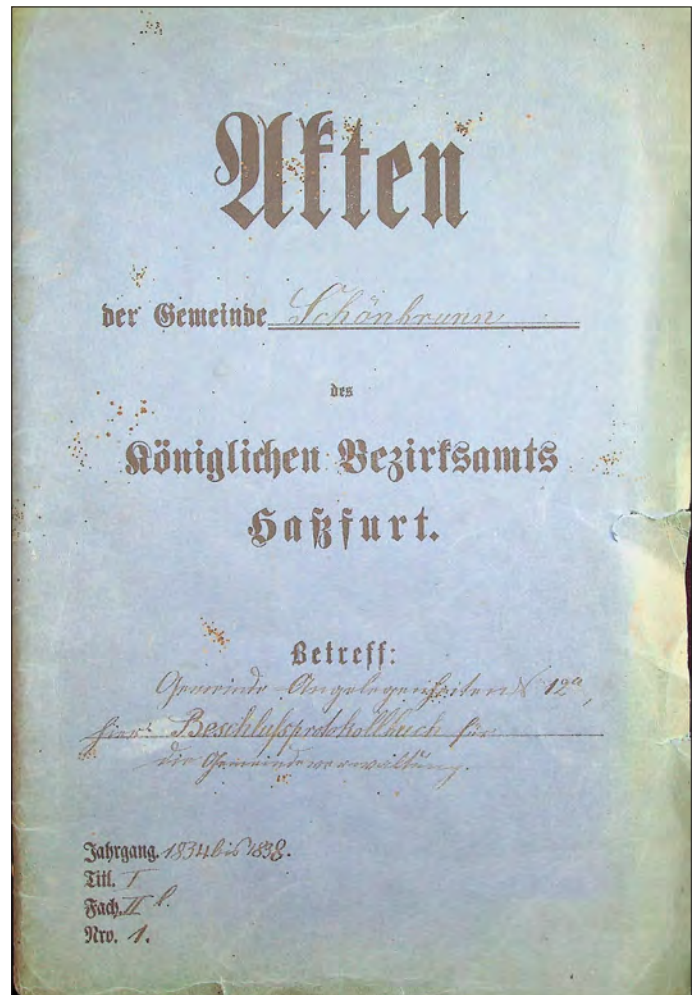 Akten
der Gemeinde Schönbrunn
des
Königlichen Bezirksamts
Haßfurt.
Betreff:
Gemeinde-Angelegenheiten 12a,
hier: Beschlußprotokollbuch für
die Gemeindeverwaltung.
Jahrgang. 1834 bis 1838.
Titl. I
Fach. II
Nro. 1.